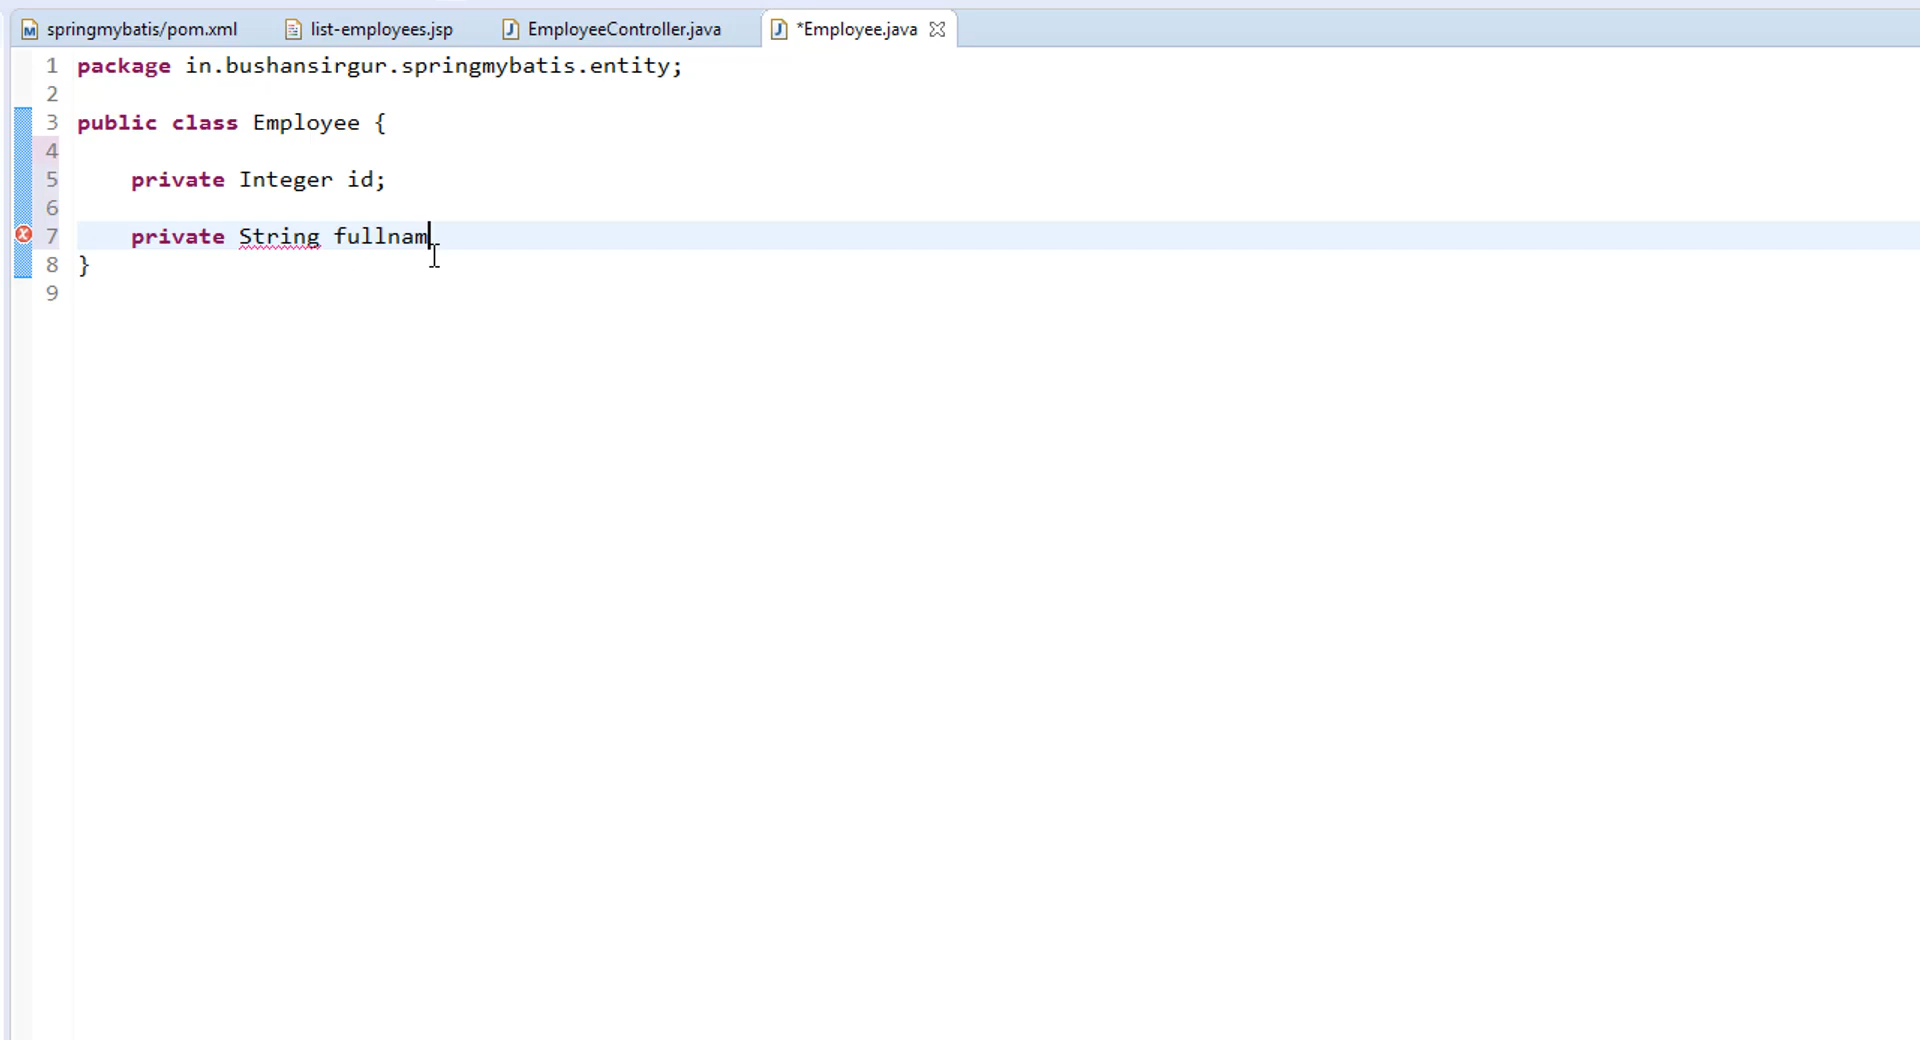 springmybatis/pom.xml list-employees.jsp EmployeeController.java *Employee.java
1 package in.bushansirgur.springmybatis.entity;
2
3 public class Employee {
4
5 private Integer id;
6
7 private String fullnam
8 }
9